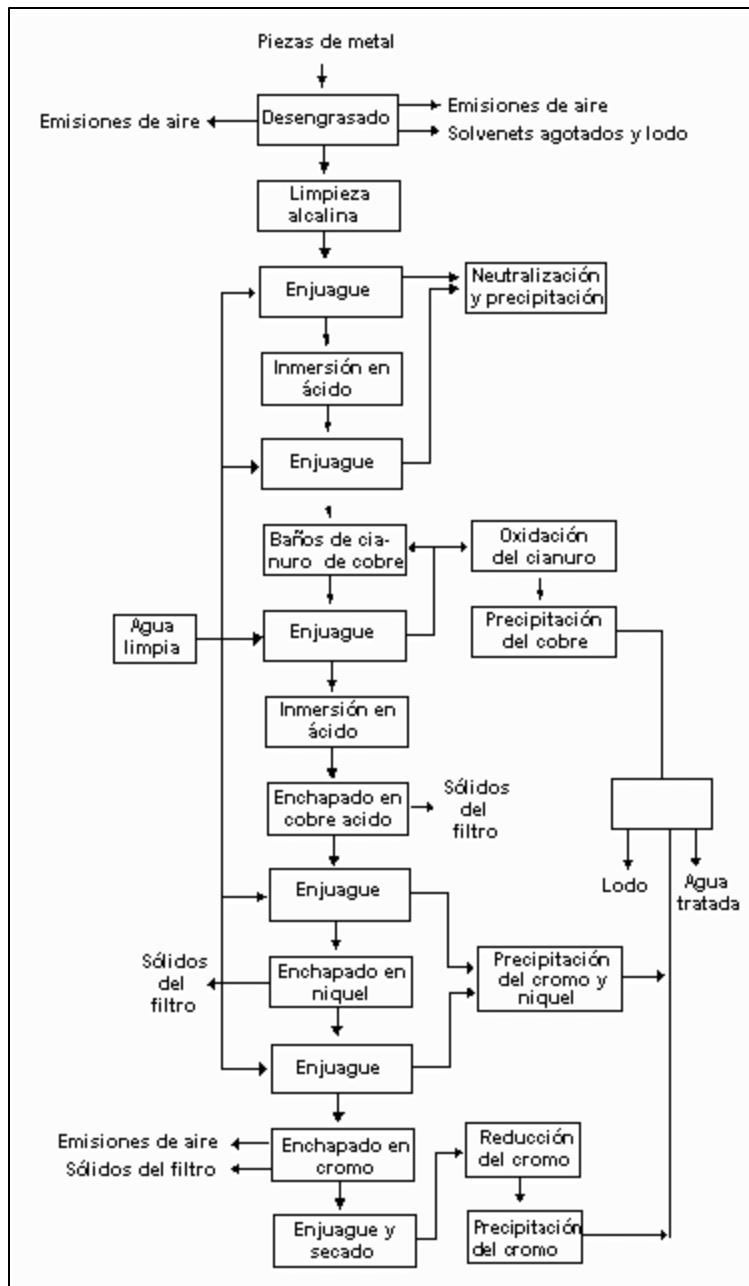 Piezas de metal
Emisiones de aire
Desengrasado
Emisiones de aire
Solvenets agotados y lodo
Limpieza
alcalina
Enjuague
Neutralización
y precipitación
Inmersión en
ácido
Enjuague
Baños de cia-
nuro de cobre
Oxidación
del cianuro
Agua
limpia
Enjuague
Precipitación
del cobre
Inmersión en
ácido
Enchapado en
cobre acido
Sólidos
del
filtro
Lodo
Agua
tratada
Enjuague
Sólidos
del
filtro
Enchapado en
niquel
Precipitación
del cromo y
niquel
Enjuague
Emisiones de aire
Sólidos del filtro
Enchapado en
cromo
Reducción
del cromo
Enjuague y
secado
Precipitación
del cromo